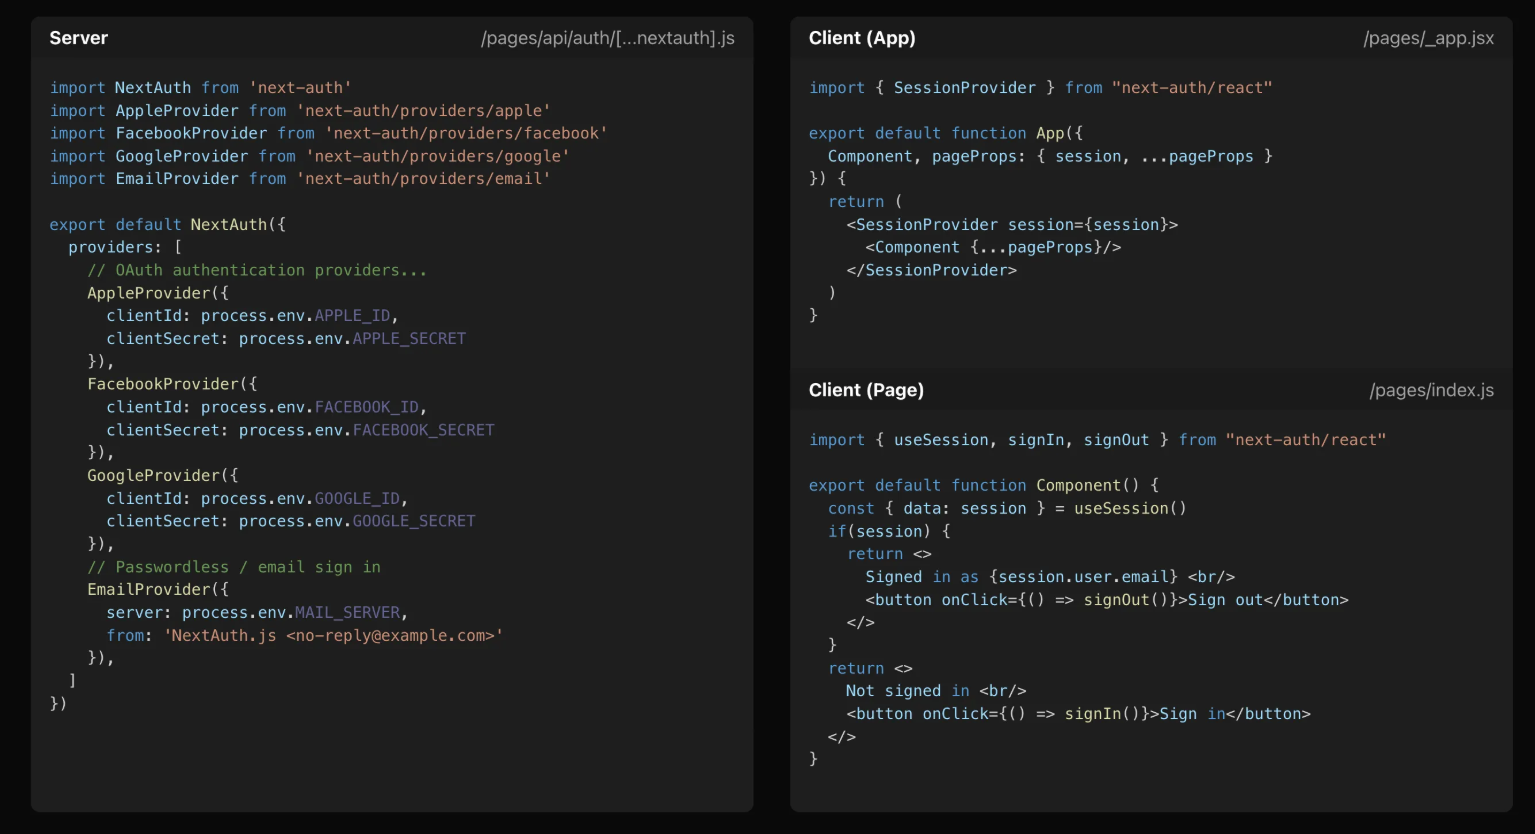 Server /pages/api/auth/[...nextauth].js
import NextAuth from 'next-auth'
import AppleProvider from 'next-auth/providers/apple'
import FacebookProvider from 'next-auth/providers/facebook'
import GoogleProvider from 'next-auth/providers/google'
import EmailProvider from 'next-auth/providers/email'
export default NextAuth({
  providers: [
    // OAuth authentication providers...
    AppleProvider({
      clientId: process.env.APPLE_ID,
      clientSecret: process.env.APPLE_SECRET
    }),
    FacebookProvider({
      clientId: process.env.FACEBOOK_ID,
      clientSecret: process.env.FACEBOOK_SECRET
    }),
    GoogleProvider({
      clientId: process.env.GOOGLE_ID,
      clientSecret: process.env.GOOGLE_SECRET
    }),
    // Passwordless / email sign in
    EmailProvider({
      server: process.env.MAIL_SERVER,
      from: 'NextAuth.js <no-reply@example.com>'
    }),
  ]
})
Client (App) /pages/_app.jsx
import { SessionProvider } from "next-auth/react"
export default function App({
  Component, pageProps: { session, ...pageProps }
}) {
  return (
    <SessionProvider session={session}>
      <Component {...pageProps}/>
    </SessionProvider>
  )
}
Client (Page) /pages/index.js
import { useSession, signIn, signOut } from "next-auth/react"
export default function Component() {
  const { data: session } = useSession()
  if(session) {
    return <>
      Signed in as {session.user.email} <br/>
      <button onClick={() => signOut()}>Sign out</button>
    </>
  }
  return <>
    Not signed in <br/>
    <button onClick={() => signIn()}>Sign in</button>
  </>
}